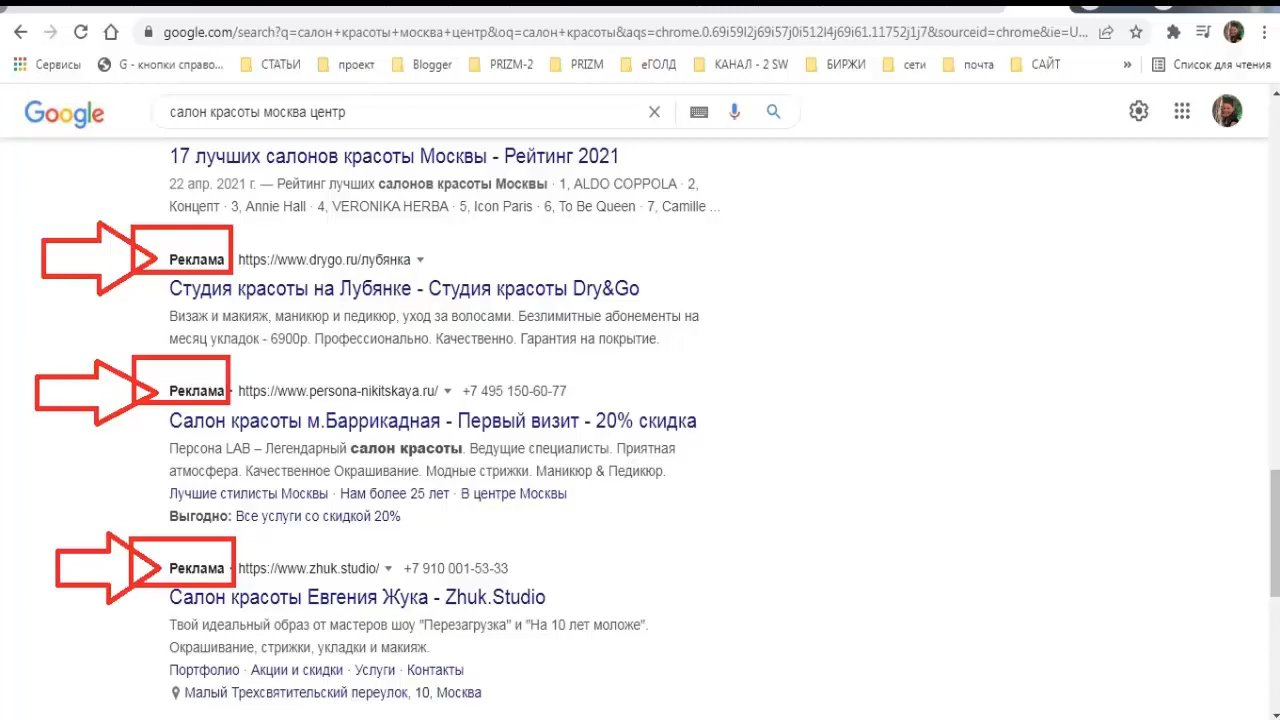 google.com/search?q=салон+красоты+москва+центр&oq=салон+красоты&aqs=chrome.0.69i59l2j69i57j0i512l4j69i61.11752j1j7&sourceid=chrome&ie=U...
Сервисы G - кнопки справо... СТАТЬИ проект Blogger PRIZM-2 PRIZM еГОЛД КАНАЛ - 2 SW БИРЖИ сети почта САЙТ » Список для чтения
Google салон красоты москва центр
17 лучших салонов красоты Москвы - Рейтинг 2021
22 апр. 2021 г. — Рейтинг лучших салонов красоты Москвы · 1, ALDO COPPOLA · 2,
Концепт · 3, Annie Hall · 4, VERONIKA HERBA · 5, Icon Paris · 6, To Be Queen · 7, Camille ...
Реклама · https://www.drygo.ru/лубянка
Студия красоты на Лубянке - Студия красоты Dry&Go
Визаж и макияж, маникюр и педикюр, уход за волосами. Безлимитные абонементы на
месяц укладок - 6900р. Профессионально. Качественно. Гарантия на покрытие.
Реклама · https://www.persona-nikitskaya.ru/ +7 495 150-60-77
Салон красоты м.Баррикадная - Первый визит - 20% скидка
Персона LAB – Легендарный салон красоты. Ведущие специалисты. Приятная
атмосфера. Качественное Окрашивание. Модные стрижки. Маникюр & Педикюр.
Лучшие стилисты Москвы · Нам более 25 лет · В центре Москвы
Выгодно: Все услуги со скидкой 20%
Реклама · https://www.zhuk.studio/ +7 910 001-53-33
Салон красоты Евгения Жука - Zhuk.Studio
Твой идеальный образ от мастеров шоу "Перезагрузка" и "На 10 лет моложе".
Окрашивание, стрижки, укладки и макияж.
Портфолио · Акции и скидки · Услуги · Контакты
Малый Трехсвятительский переулок, 10, Москва